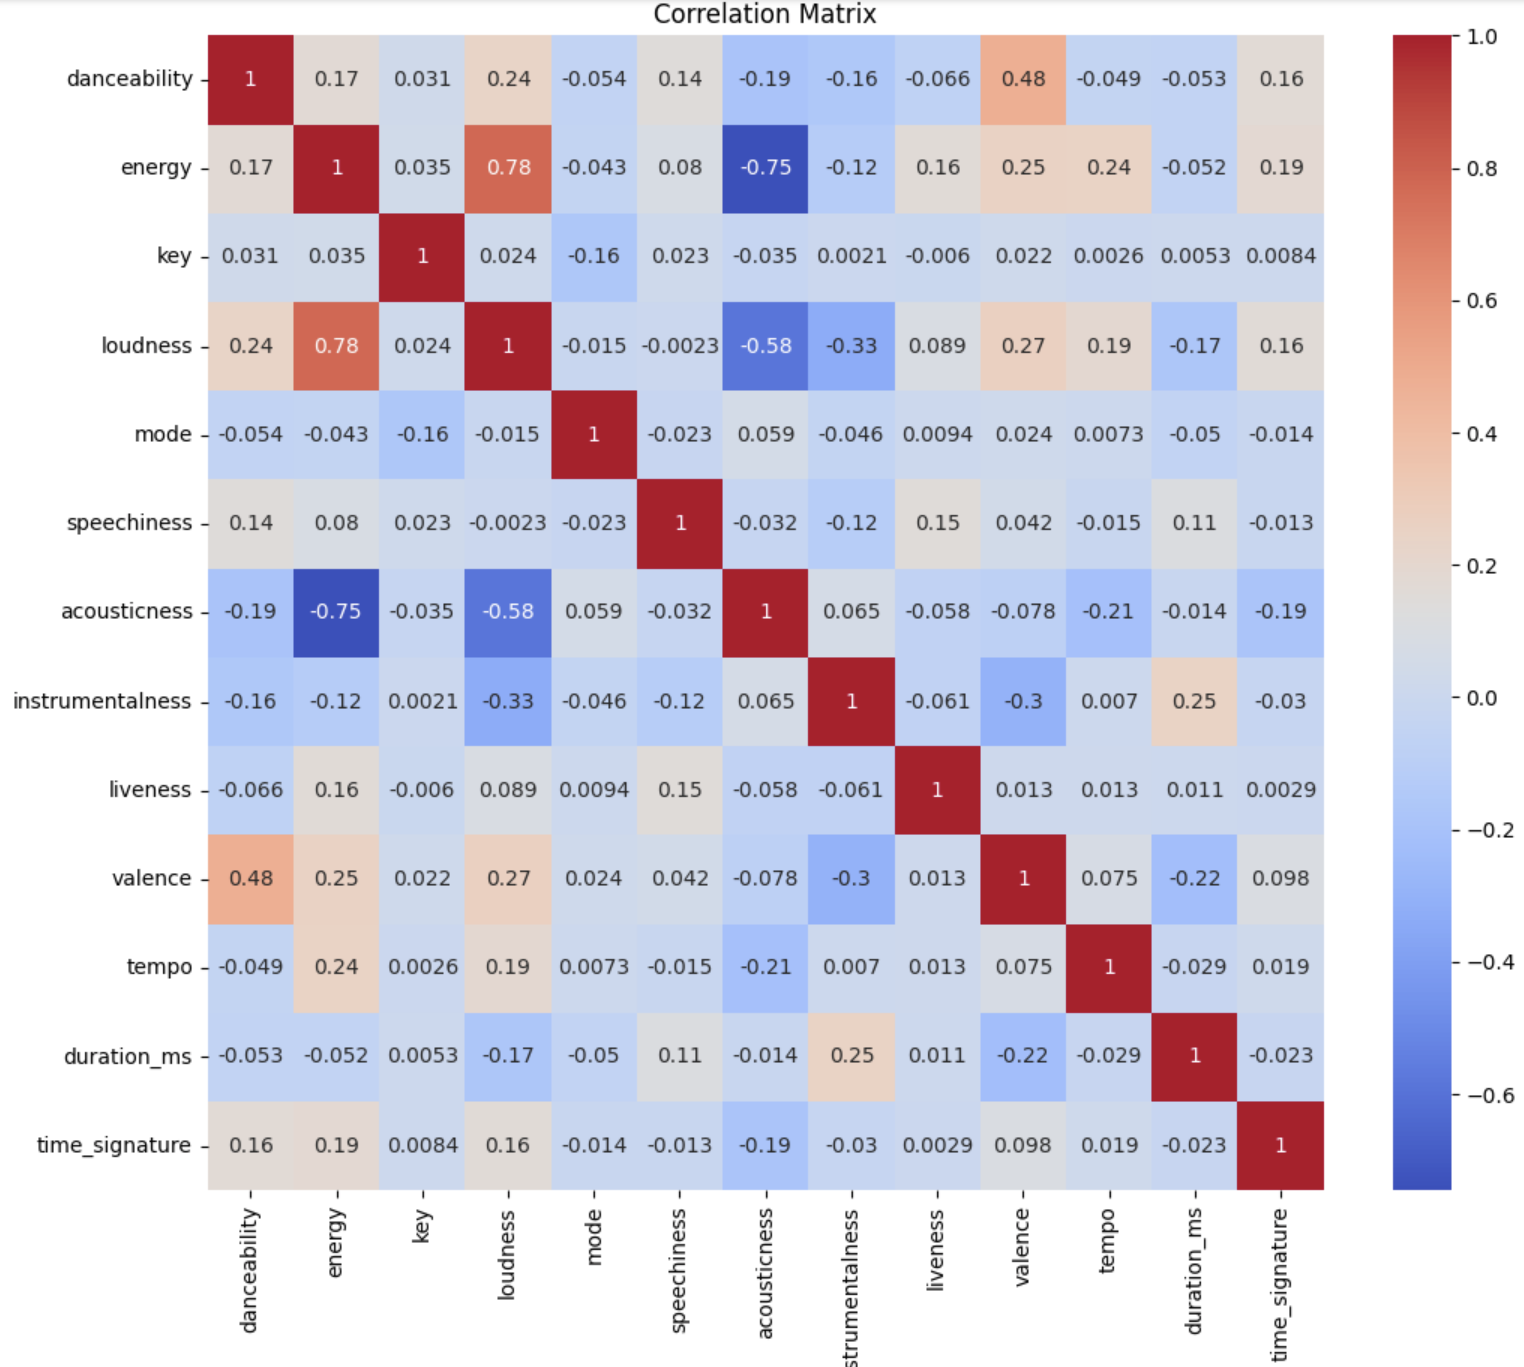 Correlation Matrix
danceability 1 0.17 0.031 0.24 -0.054 0.14 -0.19 -0.16 -0.066 0.48 -0.049 -0.053 0.16
energy 0.17 1 0.035 0.78 -0.043 0.08 -0.75 -0.12 0.16 0.25 0.24 -0.052 0.19
key 0.031 0.035 1 0.024 -0.16 0.023 -0.035 0.0021 -0.006 0.022 0.0026 0.0053 0.0084
loudness 0.24 0.78 0.024 1 -0.015 -0.0023 -0.58 -0.33 0.089 0.27 0.19 -0.17 0.16
mode -0.054 -0.043 -0.16 -0.015 1 -0.023 0.059 -0.046 0.0094 0.024 0.0073 -0.05 -0.014
speechiness 0.14 0.08 0.023 -0.0023 -0.023 1 -0.032 -0.12 0.15 0.042 -0.015 0.11 -0.013
acousticness -0.19 -0.75 -0.035 -0.58 0.059 -0.032 1 0.065 -0.058 -0.078 -0.21 -0.014 -0.19
instrumentalness -0.16 -0.12 0.0021 -0.33 -0.046 -0.12 0.065 1 -0.061 -0.3 0.007 0.25 -0.03
liveness -0.066 0.16 -0.006 0.089 0.0094 0.15 -0.058 -0.061 1 0.013 0.013 0.011 0.0029
valence 0.48 0.25 0.022 0.27 0.024 0.042 -0.078 -0.3 0.013 1 0.075 -0.22 0.098
tempo -0.049 0.24 0.0026 0.19 0.0073 -0.015 -0.21 0.007 0.013 0.075 1 -0.029 0.019
duration_ms -0.053 -0.052 0.0053 -0.17 -0.05 0.11 -0.014 0.25 0.011 -0.22 -0.029 1 -0.023
time_signature 0.16 0.19 0.0084 0.16 -0.014 -0.013 -0.19 -0.03 0.0029 0.098 0.019 -0.023 1
danceability
energy
key
loudness
mode
speechiness
acousticness
strumentalness
liveness
valence
tempo
duration_ms
time_signature
1.0
0.8
0.6
0.4
0.2
0.0
−0.2
−0.4
−0.6